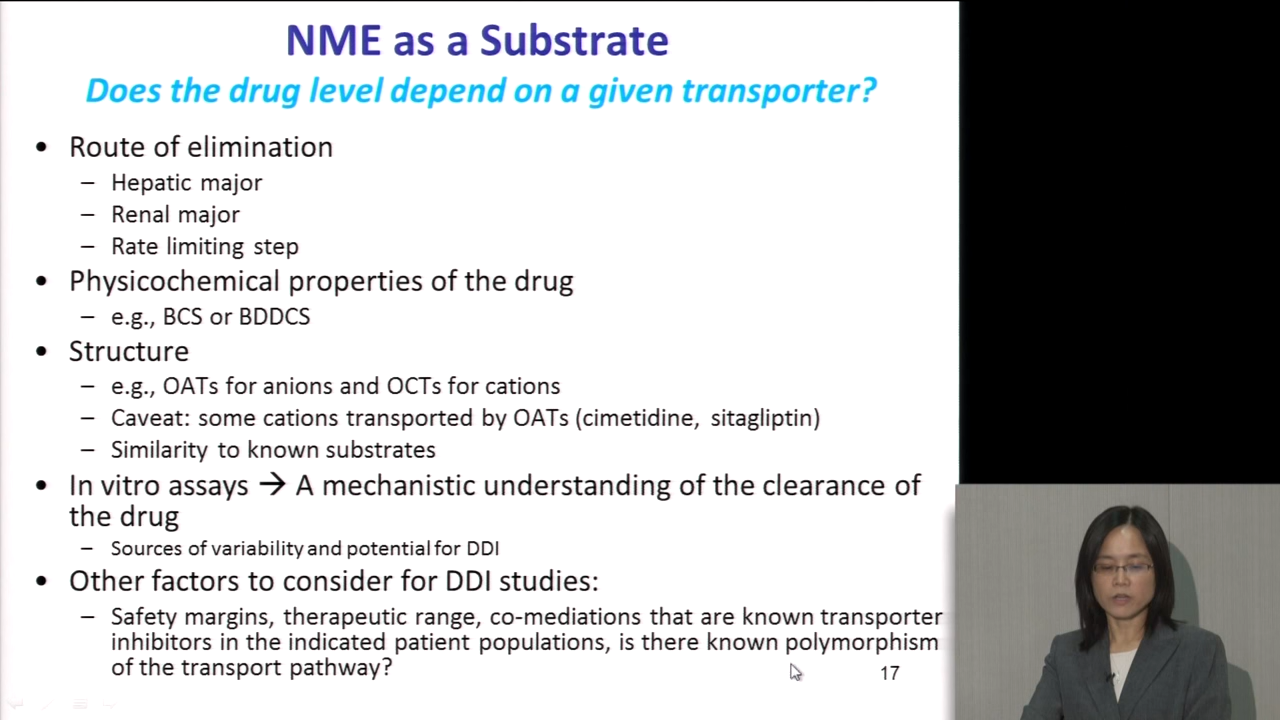 NME as a Substrate
Does the drug level depend on a given transporter?
• Route of elimination
– Hepatic major
– Renal major
– Rate limiting step
• Physicochemical properties of the drug
– e.g., BCS or BDDCS
• Structure
– e.g., OATs for anions and OCTs for cations
– Caveat: some cations transported by OATs (cimetidine, sitagliptin)
– Similarity to known substrates
• In vitro assays → A mechanistic understanding of the clearance of
the drug
– Sources of variability and potential for DDI
• Other factors to consider for DDI studies:
– Safety margins, therapeutic range, co-mediations that are known transporter
inhibitors in the indicated patient populations, is there known polymorphism
of the transport pathway?
17